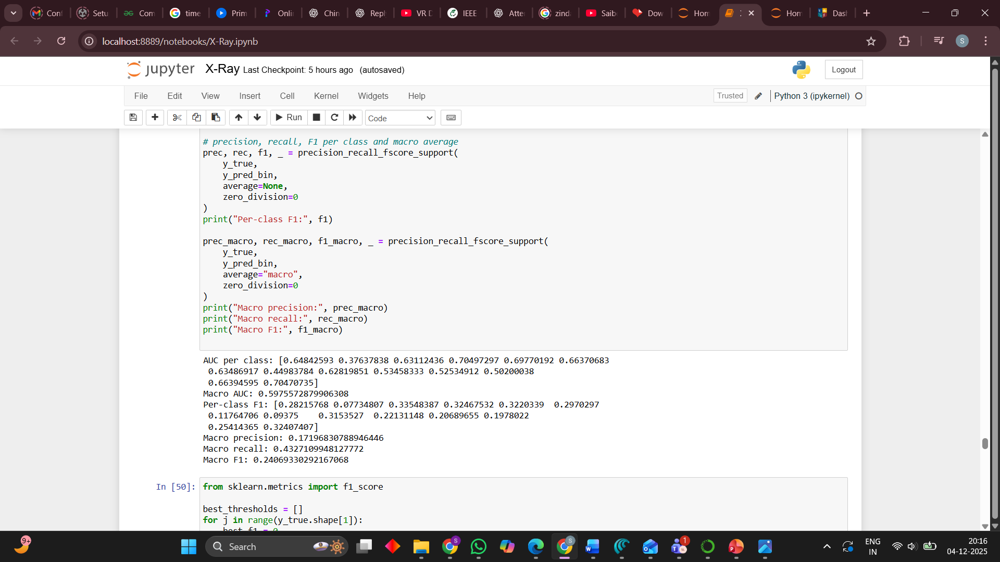 Con
Setu
Com
time
Prim
Onli
Chin
Repl
VR D
IEEE
Atte
zind
Saib
Dow
Hom
Hom
Dash
localhost:8889/notebooks/X-Ray.ipynb
S
jupyter X-Ray Last Checkpoint: 5 hours ago (autosaved)
Logout
File Edit View Insert Cell Kernel Widgets Help
Trusted Python 3 (ipykernel)
Run Code
# precision, recall, F1 per class and macro average
prec, rec, f1, _ = precision_recall_fscore_support(
    y_true,
    y_pred_bin,
    average=None,
    zero_division=0
)
print("Per-class F1:", f1)
prec_macro, rec_macro, f1_macro, _ = precision_recall_fscore_support(
    y_true,
    y_pred_bin,
    average="macro",
    zero_division=0
)
print("Macro precision:", prec_macro)
print("Macro recall:", rec_macro)
print("Macro F1:", f1_macro)
AUC per class: [0.64842593 0.37637838 0.63112436 0.70497297 0.69770192 0.66370683
 0.63486917 0.44983784 0.62819851 0.53458333 0.52534912 0.50200038
 0.66394595 0.70470735]
Macro AUC: 0.5975572879906308
Per-class F1: [0.28215768 0.07734807 0.33548387 0.32467532 0.3220339  0.2970297
 0.11764706 0.09375    0.3153527  0.22131148 0.20689655 0.1978022
 0.25414365 0.32407407]
Macro precision: 0.17196830788946446
Macro recall: 0.4327109948127772
Macro F1: 0.24069330292167068
In [50]: from sklearn.metrics import f1_score
best_thresholds = []
for j in range(y_true.shape[1]):
    best_f1 = 0
9+
Search
S
S
1
ENG
IN
20:16
04-12-2025